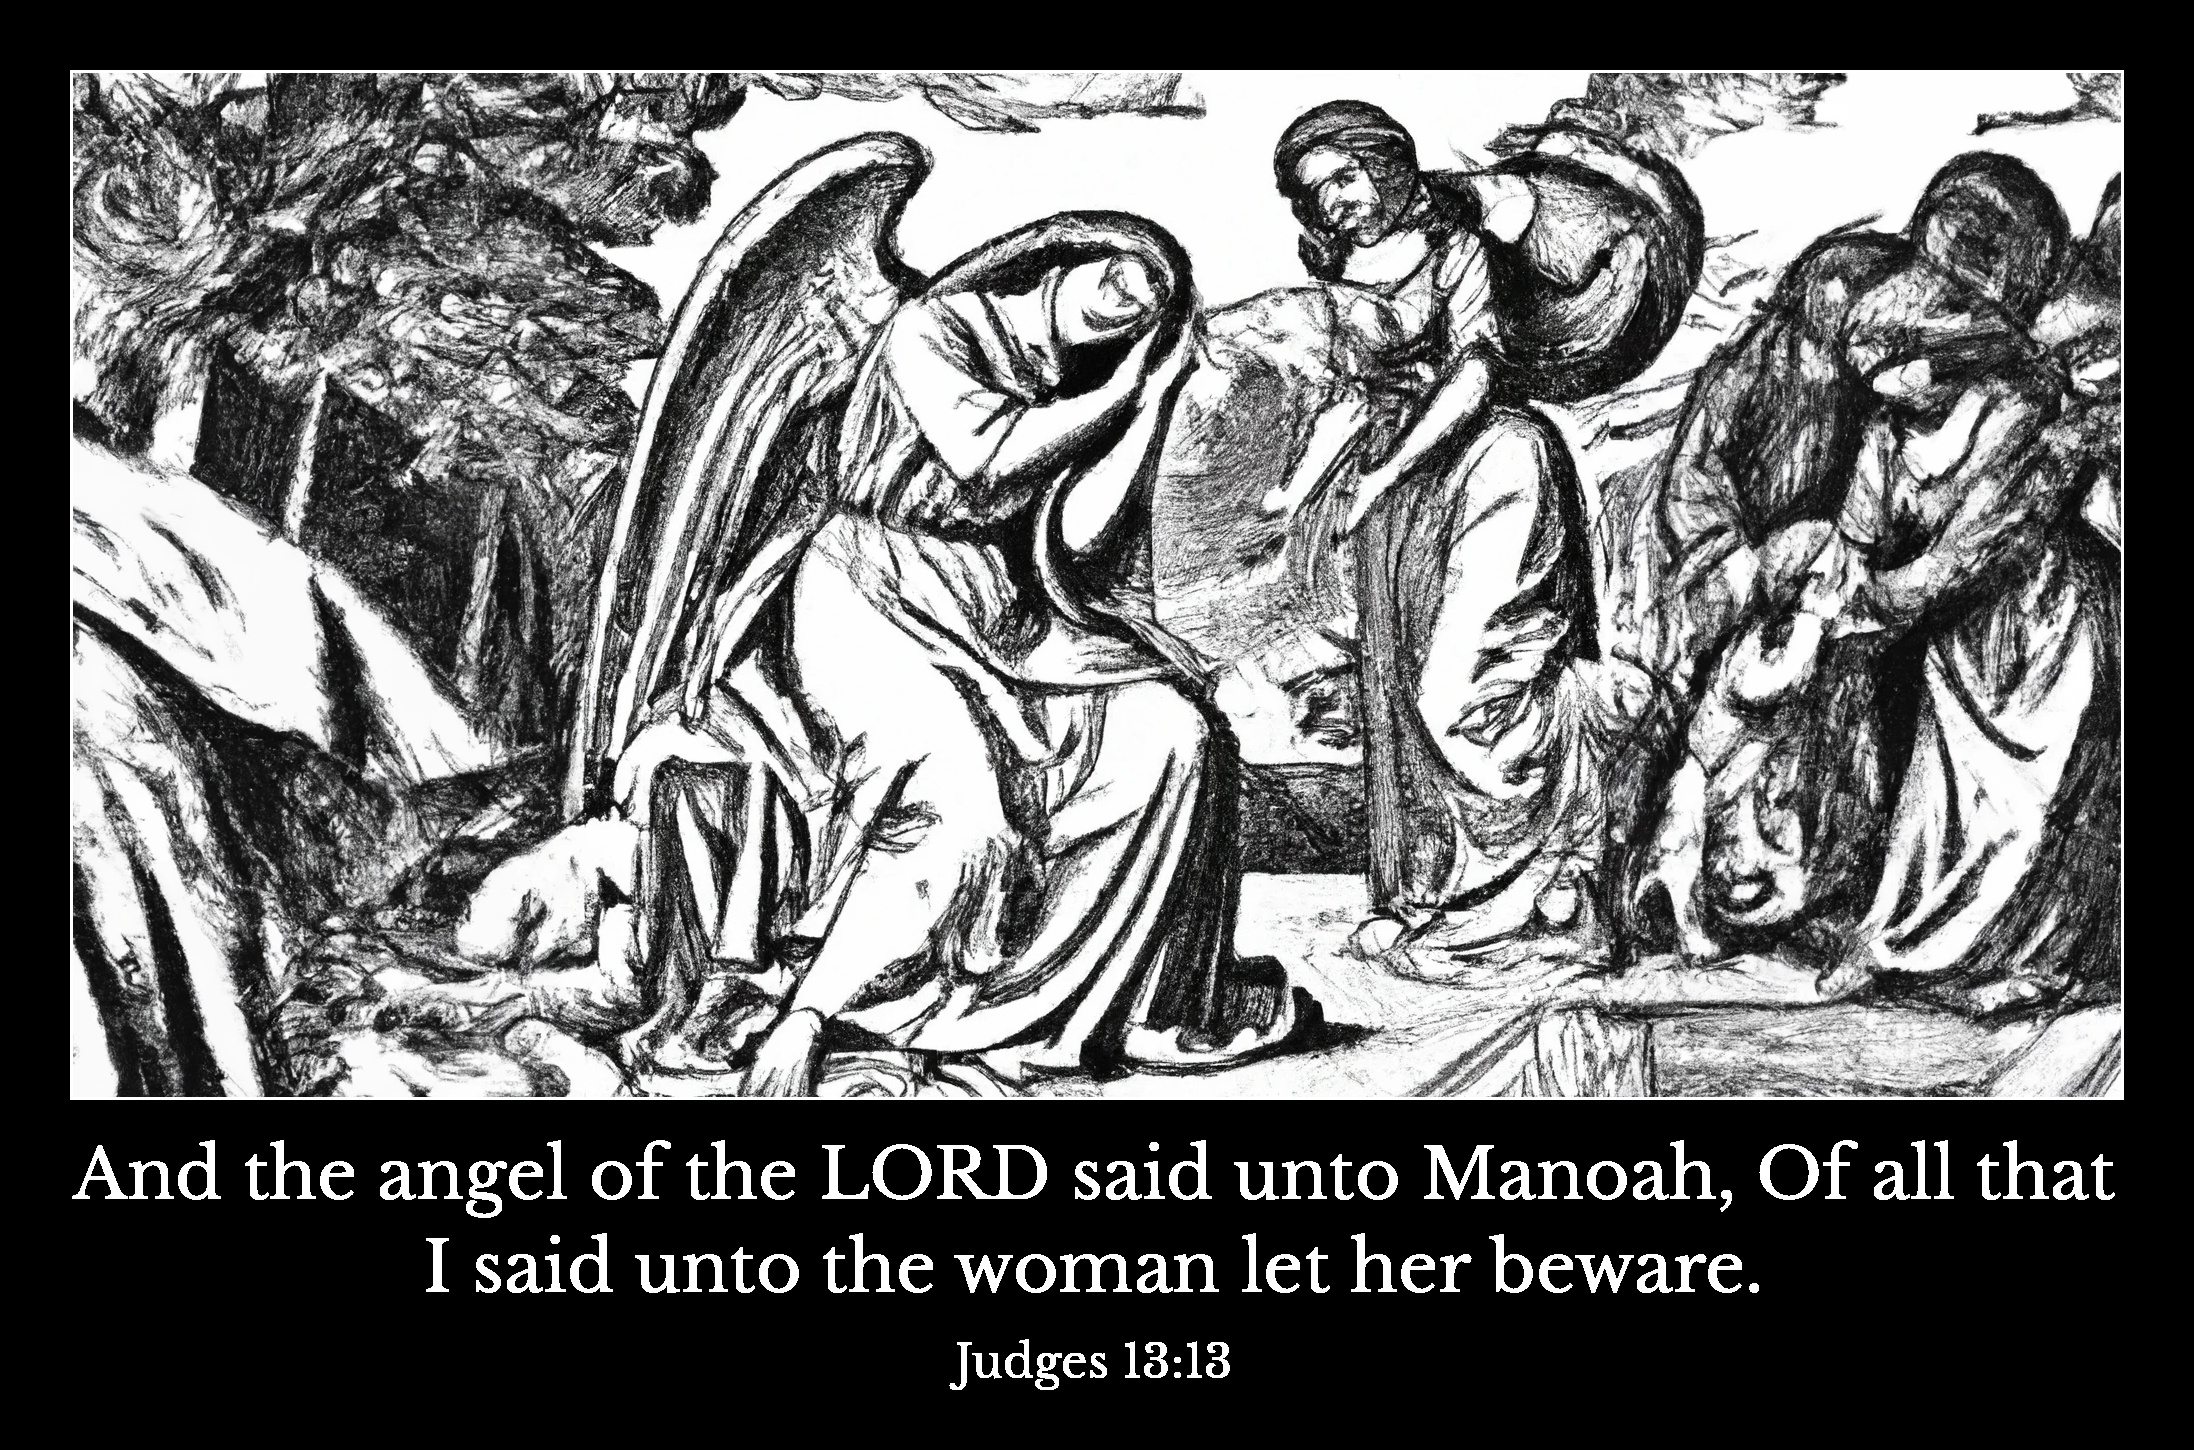 And the angel of the LORD said unto Manoah, Of all that
I said unto the woman let her beware.
Judges 13:13